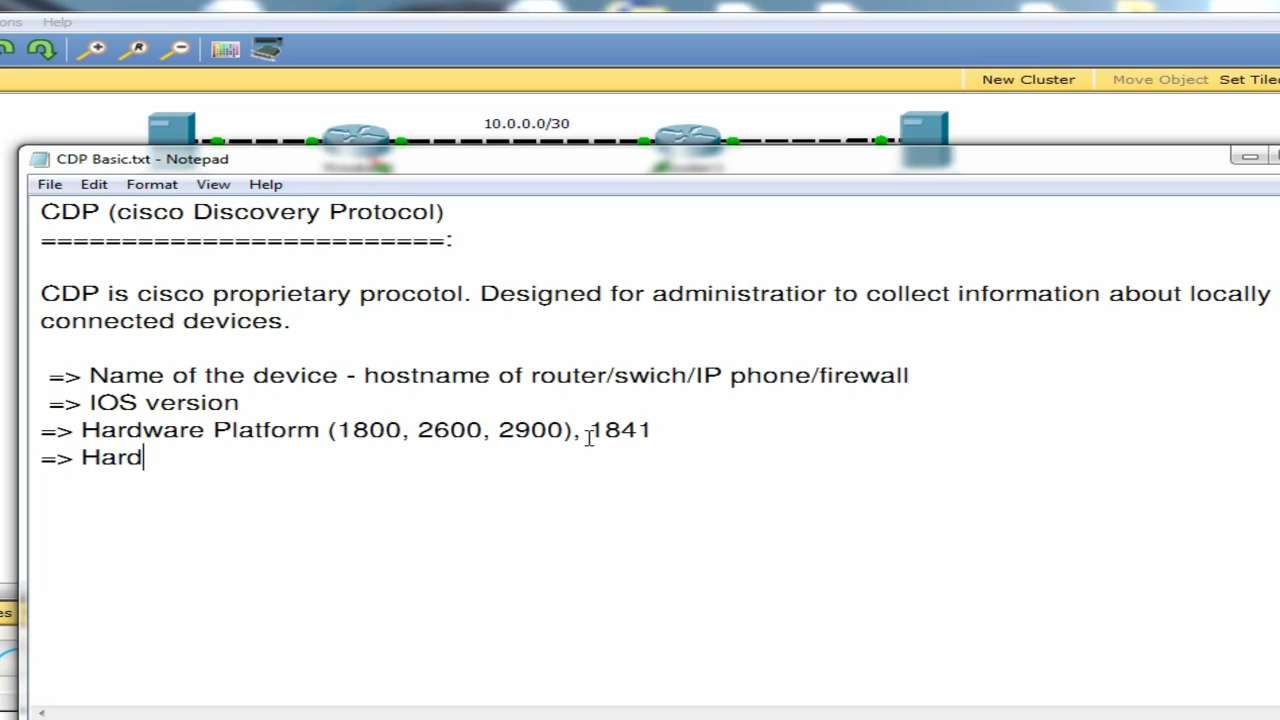 ons Help
New Cluster Move Object Set Tile
10.0.0.0/30
CDP Basic.txt - Notepad
File Edit Format View Help
CDP (cisco Discovery Protocol)
=========================:
CDP is cisco proprietary procotol. Designed for administratior to collect information about locally
connected devices.
=> Name of the device - hostname of router/swich/IP phone/firewall
=> IOS version
=> Hardware Platform (1800, 2600, 2900), 1841
=> Hard
es